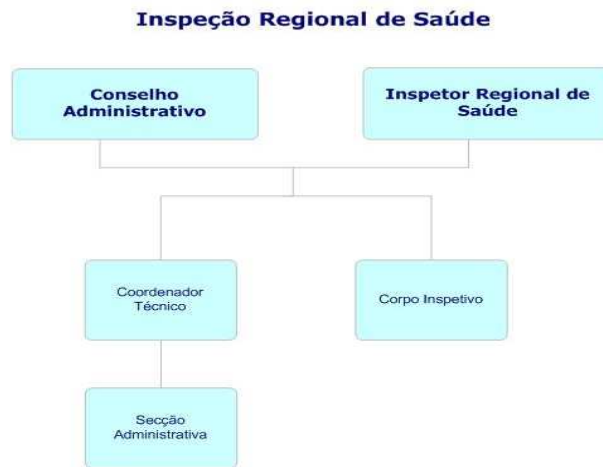 Inspeção Regional de Saúde
Conselho
Administrativo
Inspetor Regional de
Saúde
Coordenador
Técnico
Corpo Inspetivo
Secção
Administrativa